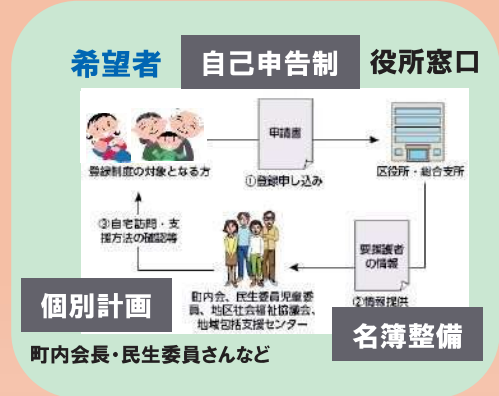 希望者
自己申告制
役所窓口
申請書
登録制度の対象となる方
①登録申し込み
区役所・総合支所
③自宅訪問・支
援方法の確認等
要援護者
の情報
②情報提供
町内会、民生委員児童委
員、地区社会福祉協議会、
地域包括支援センター
個別計画
名簿整備
町内会長・民生委員さんなど